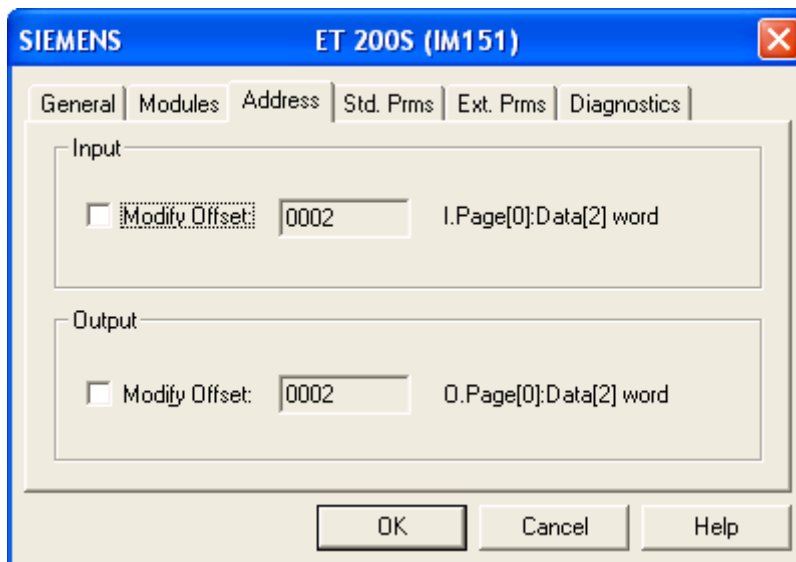 SIEMENS ET 200S (IM151)
General Modules Address Std. Prms Ext. Prms Diagnostics
Input
Modify Offset: 0002 I.Page[0]:Data[2] word
Output
Modify Offset: 0002 O.Page[0]:Data[2] word
OK Cancel Help